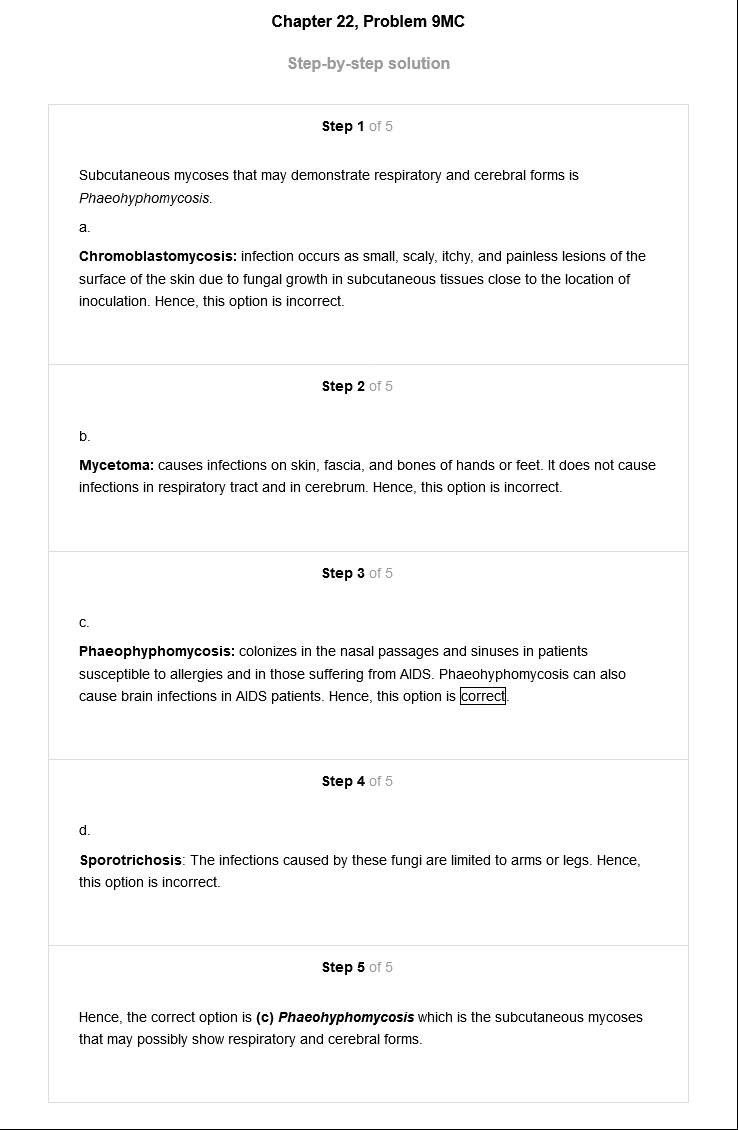 Chapter 22, Problem 9MC
Step-by-step solution
Step 1 of 5
Subcutaneous mycoses that may demonstrate respiratory and cerebral forms is
Phaeohyphomycosis.
a.
Chromoblastomycosis: infection occurs as small, scaly, itchy, and painless lesions of the
surface of the skin due to fungal growth in subcutaneous tissues close to the location of
inoculation. Hence, this option is incorrect.
Step 2 of 5
b.
Mycetoma: causes infections on skin, fascia, and bones of hands or feet. It does not cause
infections in respiratory tract and in cerebrum. Hence, this option is incorrect.
Step 3 of 5
c.
Phaeophyphomycosis: colonizes in the nasal passages and sinuses in patients
susceptible to allergies and in those suffering from AIDS. Phaeohyphomycosis can also
cause brain infections in AIDS patients. Hence, this option is correct.
Step 4 of 5
d.
Sporotrichosis: The infections caused by these fungi are limited to arms or legs. Hence,
this option is incorrect.
Step 5 of 5
Hence, the correct option is (c) Phaeohyphomycosis which is the subcutaneous mycoses
that may possibly show respiratory and cerebral forms.